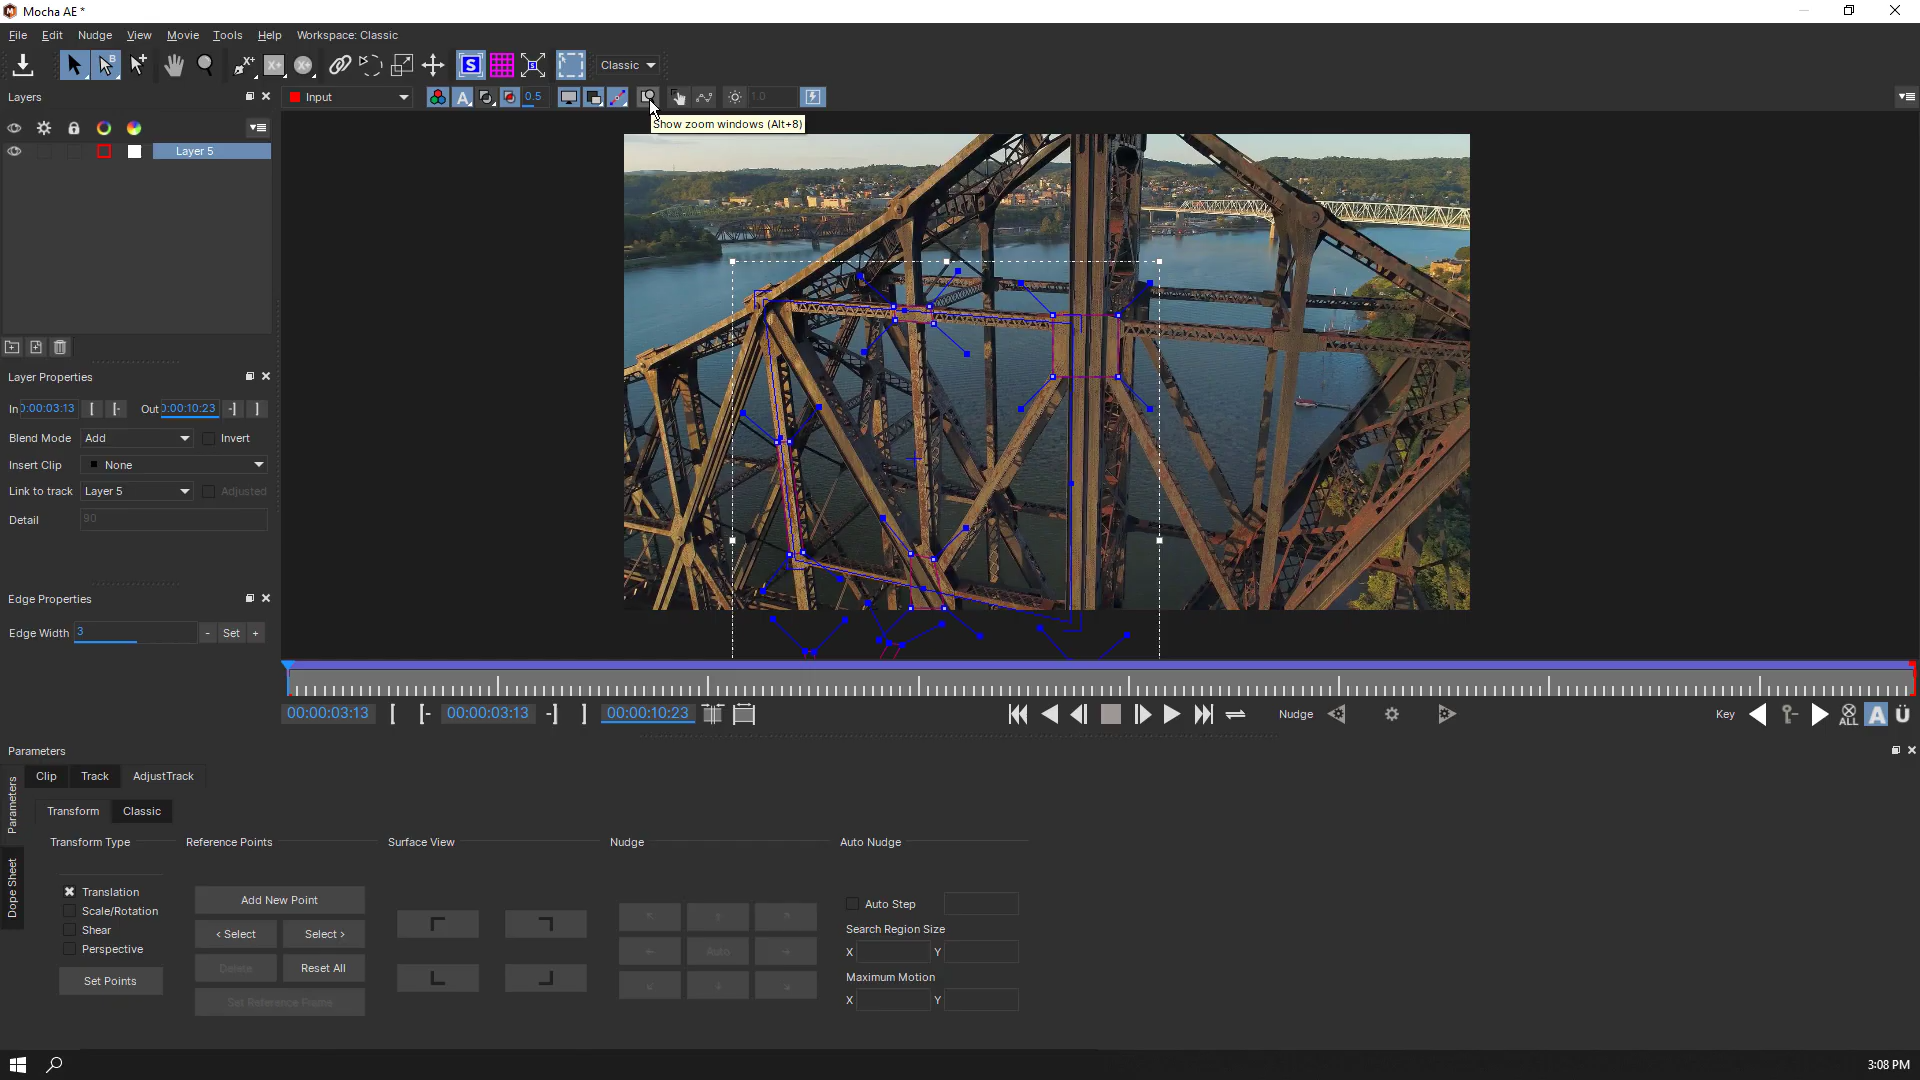 Mocha AE *
File Edit Nudge View Movie Tools Help Workspace: Classic
Classic
Layers
Input
0.5
1.0
Show zoom windows (Alt+8)
Layer 5
Layer Properties
In 0:00:03:13 Out 0:00:10:23
Blend Mode Add Invert
Insert Clip None
Link to track Layer 5 Adjusted
Detail 90
Edge Properties
Edge Width 3 - Set +
00:00:03:13 00:00:03:13 00:00:10:23 Nudge Key ALL A
Parameters
Clip Track AdjustTrack
Parameters
Dope Sheet
Transform Classic
Transform Type Reference Points Surface View Nudge Auto Nudge
Translation
Scale/Rotation
Shear
Perspective
Set Points
Add New Point
< Select Select >
Delete Reset All
Set Reference Frame
Auto
Auto Step
Search Region Size
X Y
Maximum Motion
X Y
3:08 PM